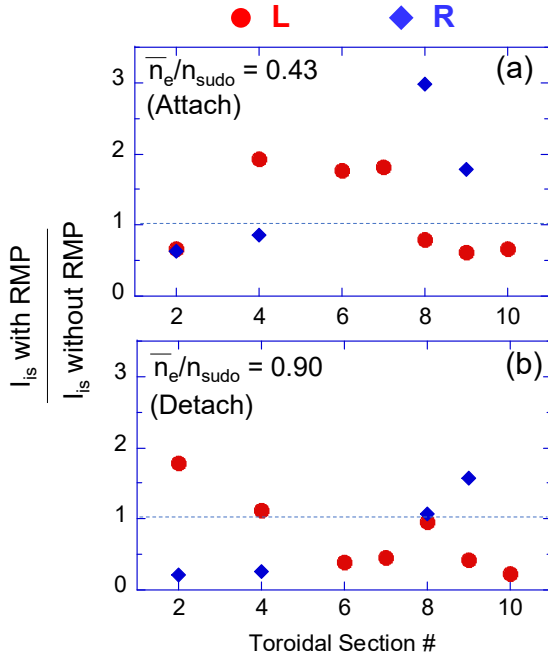 L R
n̅e/nsudo = 0.43 (a)
(Attach)
3
2
1
0
2 4 6 8 10
n̅e/nsudo = 0.90 (b)
(Detach)
3
2
1
0
2 4 6 8 10
Iis with RMP
Iis without RMP
Toroidal Section #